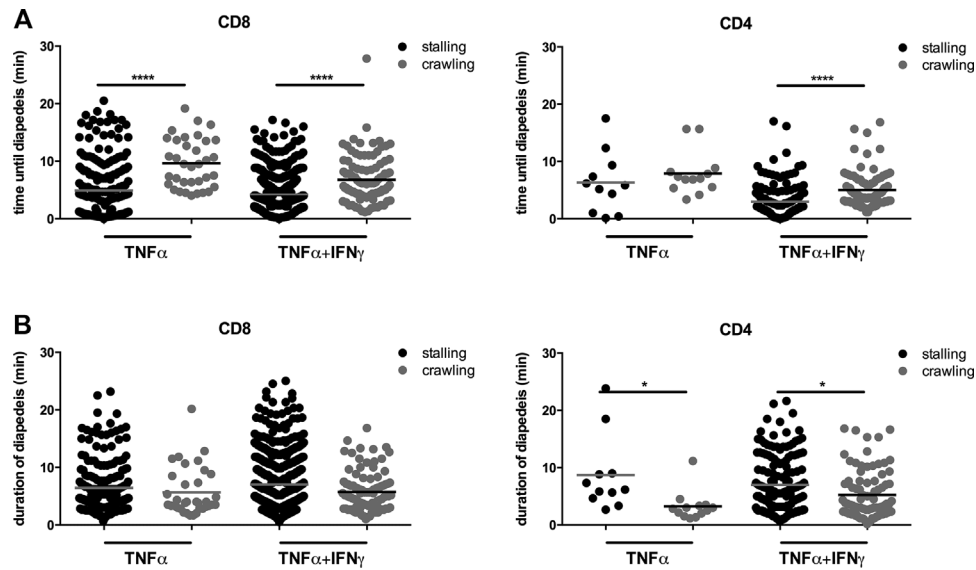 A
CD8
time until diapedeis (min)
30
20
10
0
****
****
stalling
crawling
TNFα
TNFα+IFNγ
CD4
time until diapedeis (min)
30
20
10
0
****
stalling
crawling
TNFα
TNFα+IFNγ
B
CD8
duration of diapedeis (min)
30
20
10
0
stalling
crawling
TNFα
TNFα+IFNγ
CD4
duration of diapedeis (min)
30
20
10
0
*
*
stalling
crawling
TNFα
TNFα+IFNγ